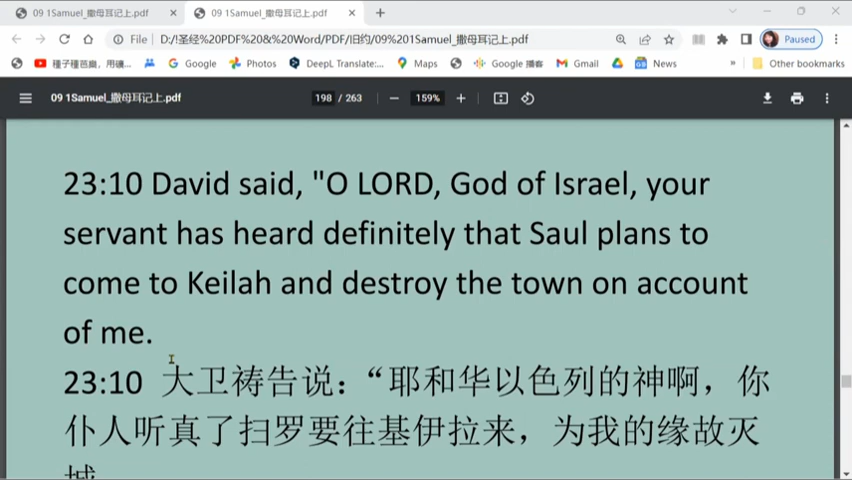 09 1Samuel_撒母耳记上.pdf
09 1Samuel_撒母耳记上.pdf
File D:/!圣经%20PDF%20&%20Word/PDF/旧约/09%201Samuel_撒母耳记上.pdf
Paused
Google
Photos
DeepL Translate:...
Maps
Google 播客
Gmail
News
Other bookmarks
09 1Samuel_撒母耳记上.pdf
198 / 263
159%
23:10 David said, "O LORD, God of Israel, your
servant has heard definitely that Saul plans to
come to Keilah and destroy the town on account
of me.
23:10 大卫祷告说：“耶和华以色列的神啊，你
仆人听真了扫罗要往基伊拉来，为我的缘故灭
城